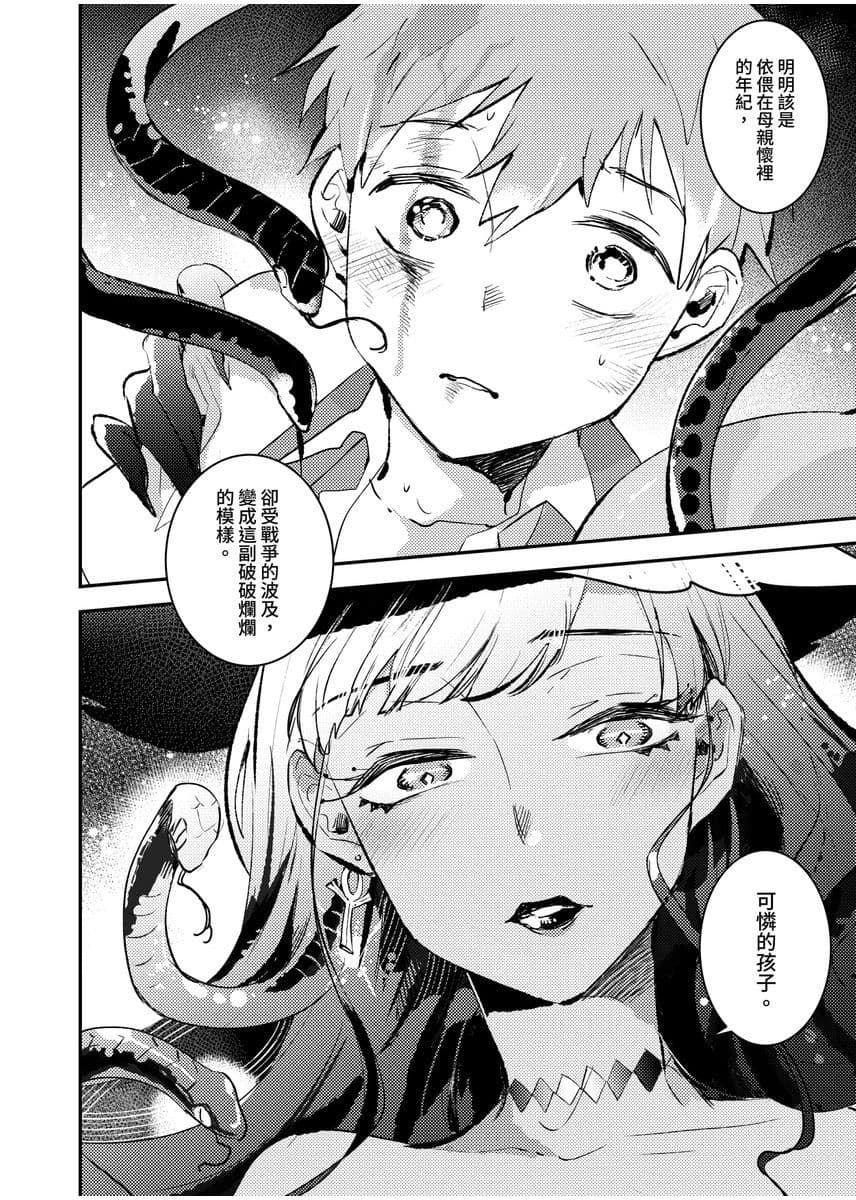 明明該是
依偎在母親懷裡
的年紀，
卻受戰爭的波及，
變成這副破破爛爛
的模樣。
可憐的孩子。